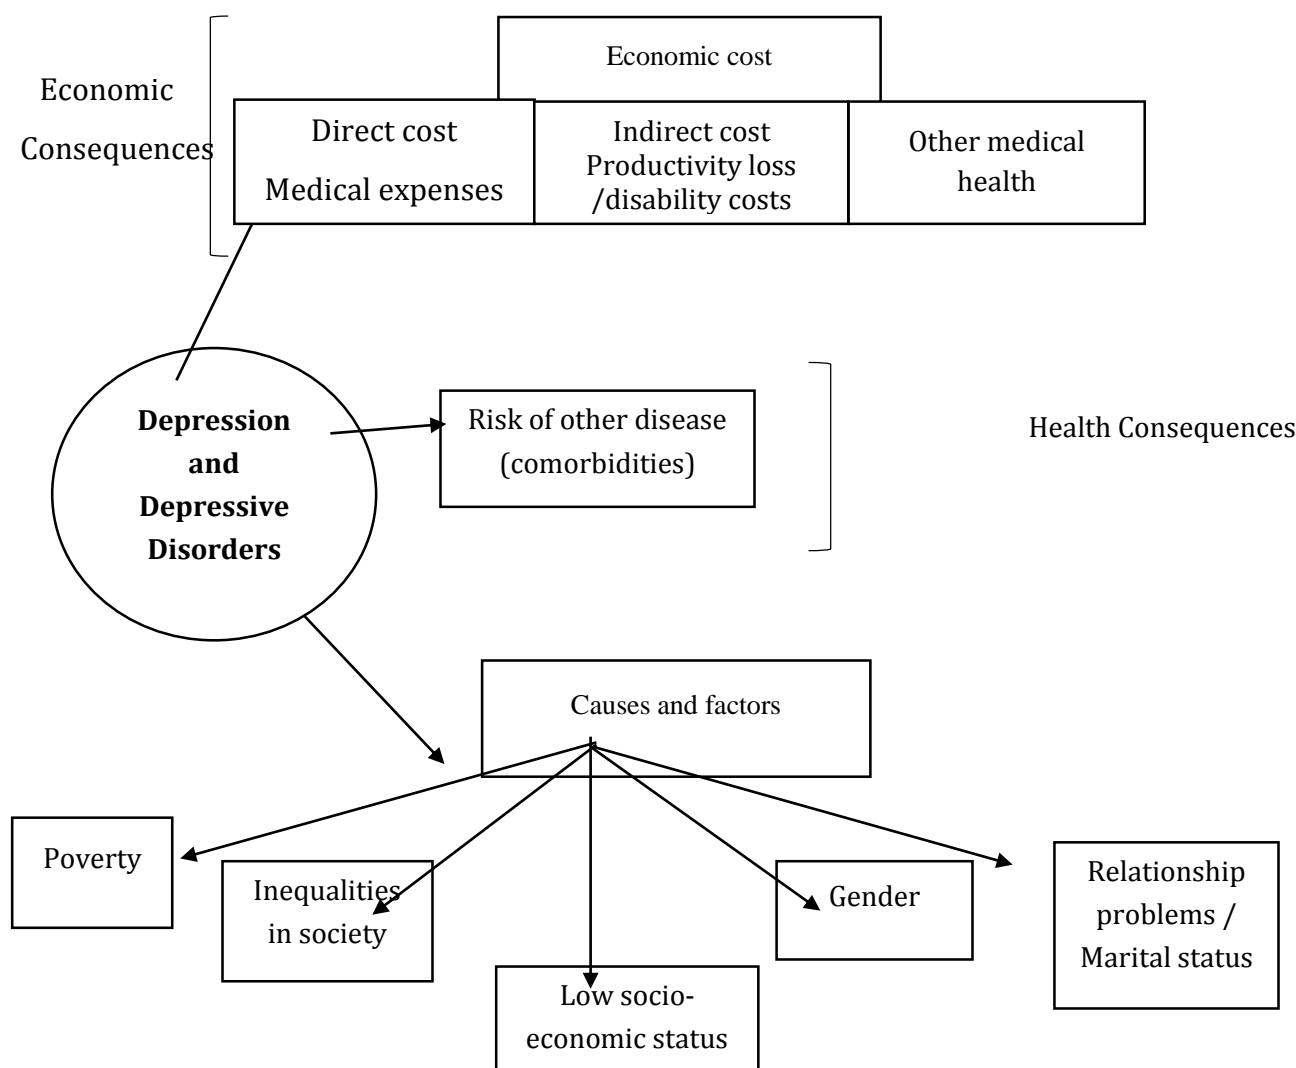 Economic cost
Economic
Consequences
Direct cost
Medical expenses
Indirect cost
Productivity loss
/disability costs
Other medical
health
Depression
and
Depressive
Disorders
Risk of other disease
(comorbidities)
Health Consequences
Causes and factors
Poverty
Inequalities
in society
Low socio-
economic status
Gender
Relationship
problems /
Marital status